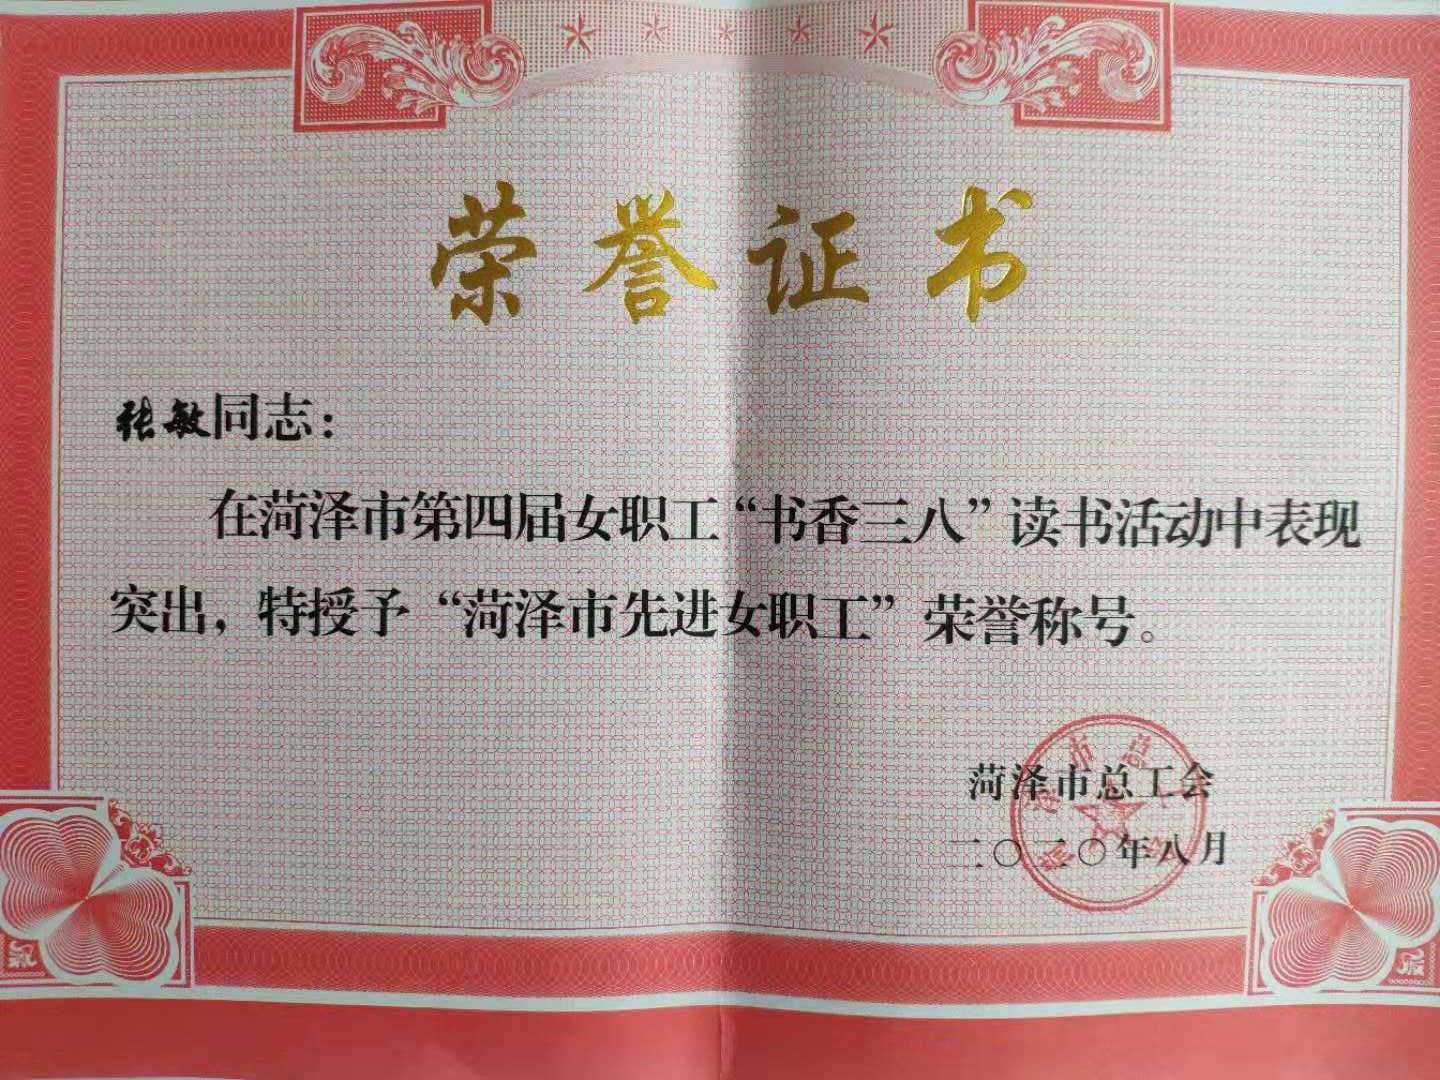 荣誉证书
张敏同志：
在菏泽市第四届女职工“书香三八”读书活动中表现
突出，特授予“菏泽市先进女职工”荣誉称号。
菏泽市总工会
二〇二〇年八月